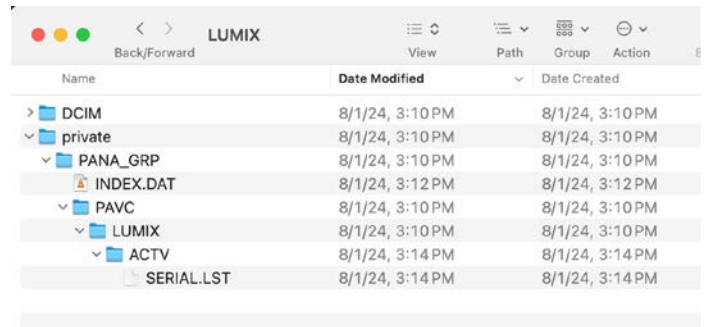 LUMIX
Back/Forward View Path Group Action
Name Date Modified Date Created
DCIM 8/1/24, 3:10 PM 8/1/24, 3:10 PM
private 8/1/24, 3:10 PM 8/1/24, 3:10 PM
PANA_GRP 8/1/24, 3:10 PM 8/1/24, 3:10 PM
INDEX.DAT 8/1/24, 3:12 PM 8/1/24, 3:12 PM
PAVC 8/1/24, 3:10 PM 8/1/24, 3:10 PM
LUMIX 8/1/24, 3:10 PM 8/1/24, 3:10 PM
ACTV 8/1/24, 3:14 PM 8/1/24, 3:14 PM
SERIAL.LST 8/1/24, 3:14 PM 8/1/24, 3:14 PM